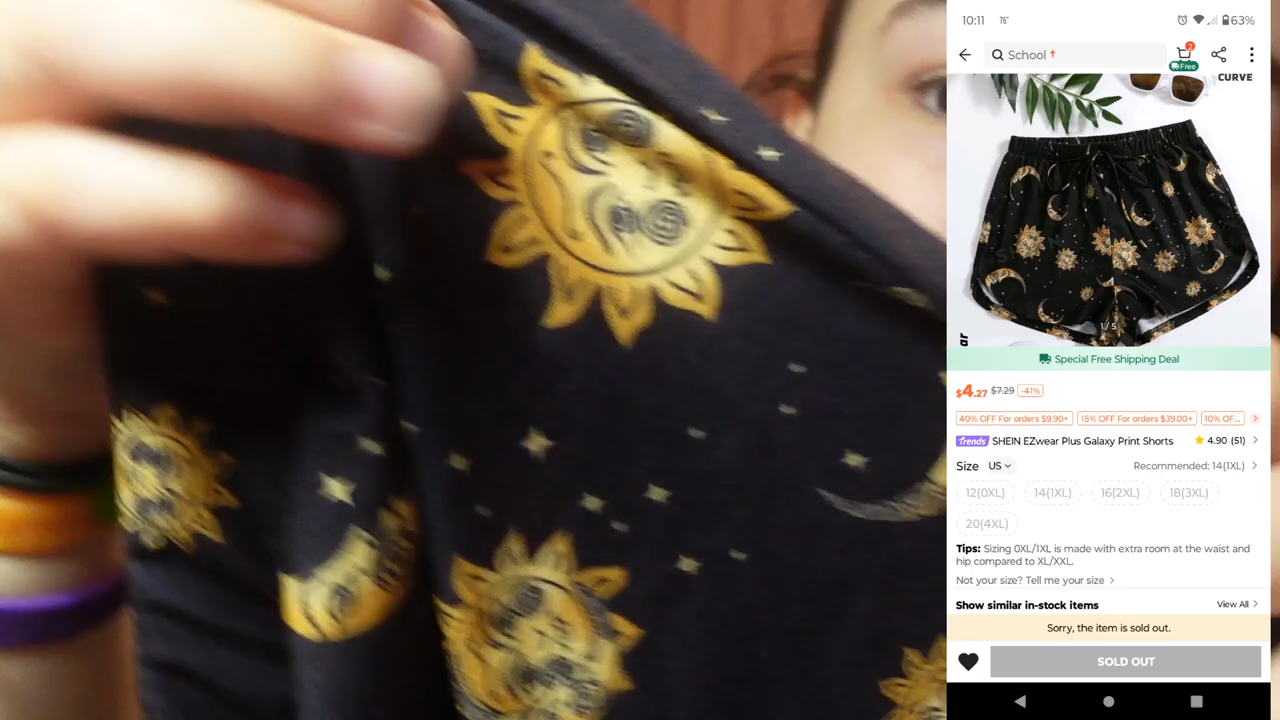 10:11 76° 63%
School
2
Free
CURVE
ar
1/5
Special Free Shipping Deal
$4.27 $7.29 -41%
40% OFF For orders $9.90+ 15% OFF For orders $39.00+ 10% OF...
Trends SHEIN EZwear Plus Galaxy Print Shorts 4.90 (51)
Size US Recommended: 14(1XL)
12(0XL) 14(1XL) 16(2XL) 18(3XL)
20(4XL)
Tips: Sizing 0XL/1XL is made with extra room at the waist and
hip compared to XL/XXL.
Not your size? Tell me your size
Show similar in-stock items View All
Sorry, the item is sold out.
SOLD OUT